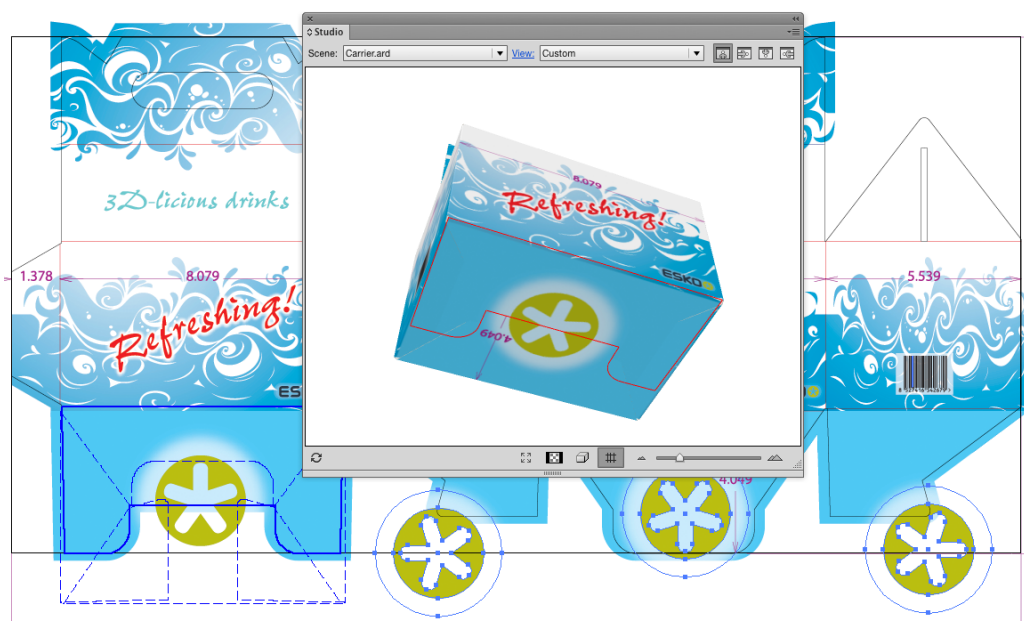 Studio
Scene: Carrier.ard View: Custom
3D-licious drinks
8.079
Refreshing!
ESKO
4.049
1.378 8.079 5.539
Refreshing!
ES
4.049